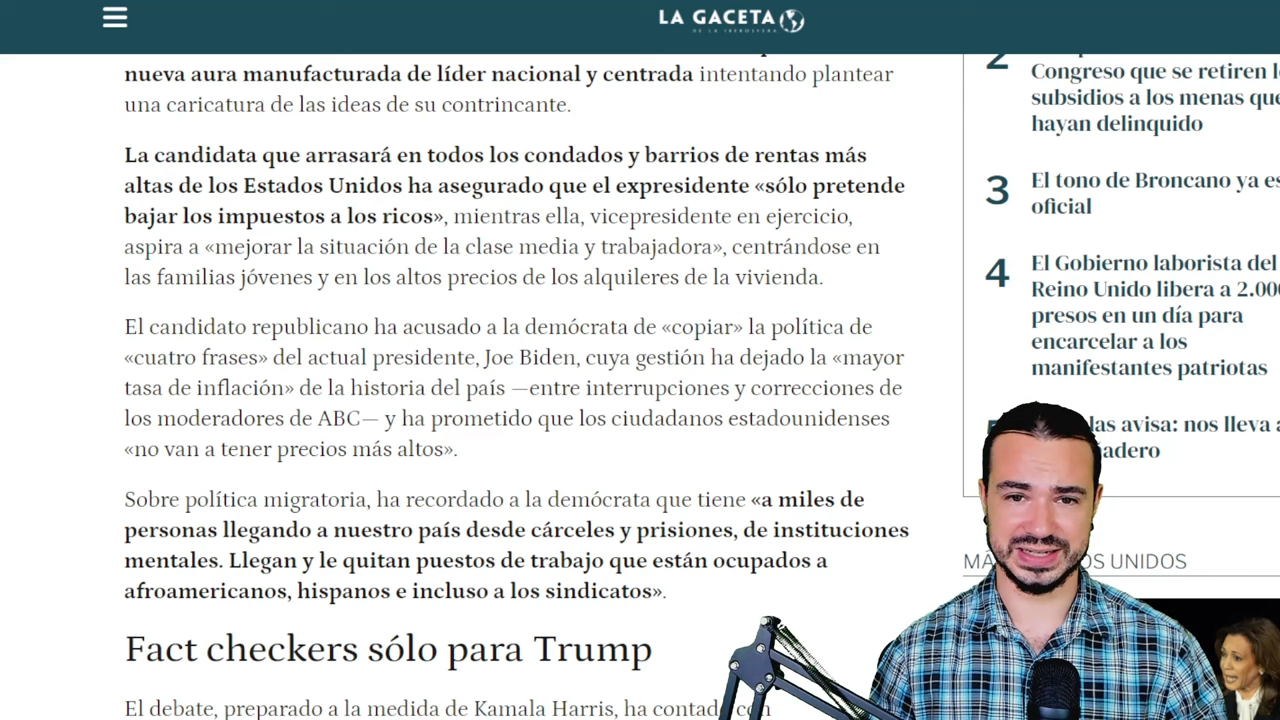 LA GACETA
DE LA IBEROSFERA
nueva aura manufacturada de líder nacional y centrada intentando plantear
una caricatura de las ideas de su contrincante.
La candidata que arrasará en todos los condados y barrios de rentas más
altas de los Estados Unidos ha asegurado que el expresidente «sólo pretende
bajar los impuestos a los ricos», mientras ella, vicepresidente en ejercicio,
aspira a «mejorar la situación de la clase media y trabajadora», centrándose en
las familias jóvenes y en los altos precios de los alquileres de la vivienda.
El candidato republicano ha acusado a la demócrata de «copiar» la política de
«cuatro frases» del actual presidente, Joe Biden, cuya gestión ha dejado la «mayor
tasa de inflación» de la historia del país —entre interrupciones y correcciones de
los moderadores de ABC— y ha prometido que los ciudadanos estadounidenses
«no van a tener precios más altos».
Sobre política migratoria, ha recordado a la demócrata que tiene «a miles de
personas llegando a nuestro país desde cárceles y prisiones, de instituciones
mentales. Llegan y le quitan puestos de trabajo que están ocupados a
afroamericanos, hispanos e incluso a los sindicatos».
Fact checkers sólo para Trump
El debate, preparado a la medida de Kamala Harris, ha contado con
2
Congreso que se retiren
subsidios a los menas que
hayan delinquido
3
El tono de Broncano ya es
oficial
4
El Gobierno laborista del
Reino Unido libera a 2.000
presos en un día para
encarcelar a los
manifestantes patriotas
avisa: nos lleva a
UNIDOS